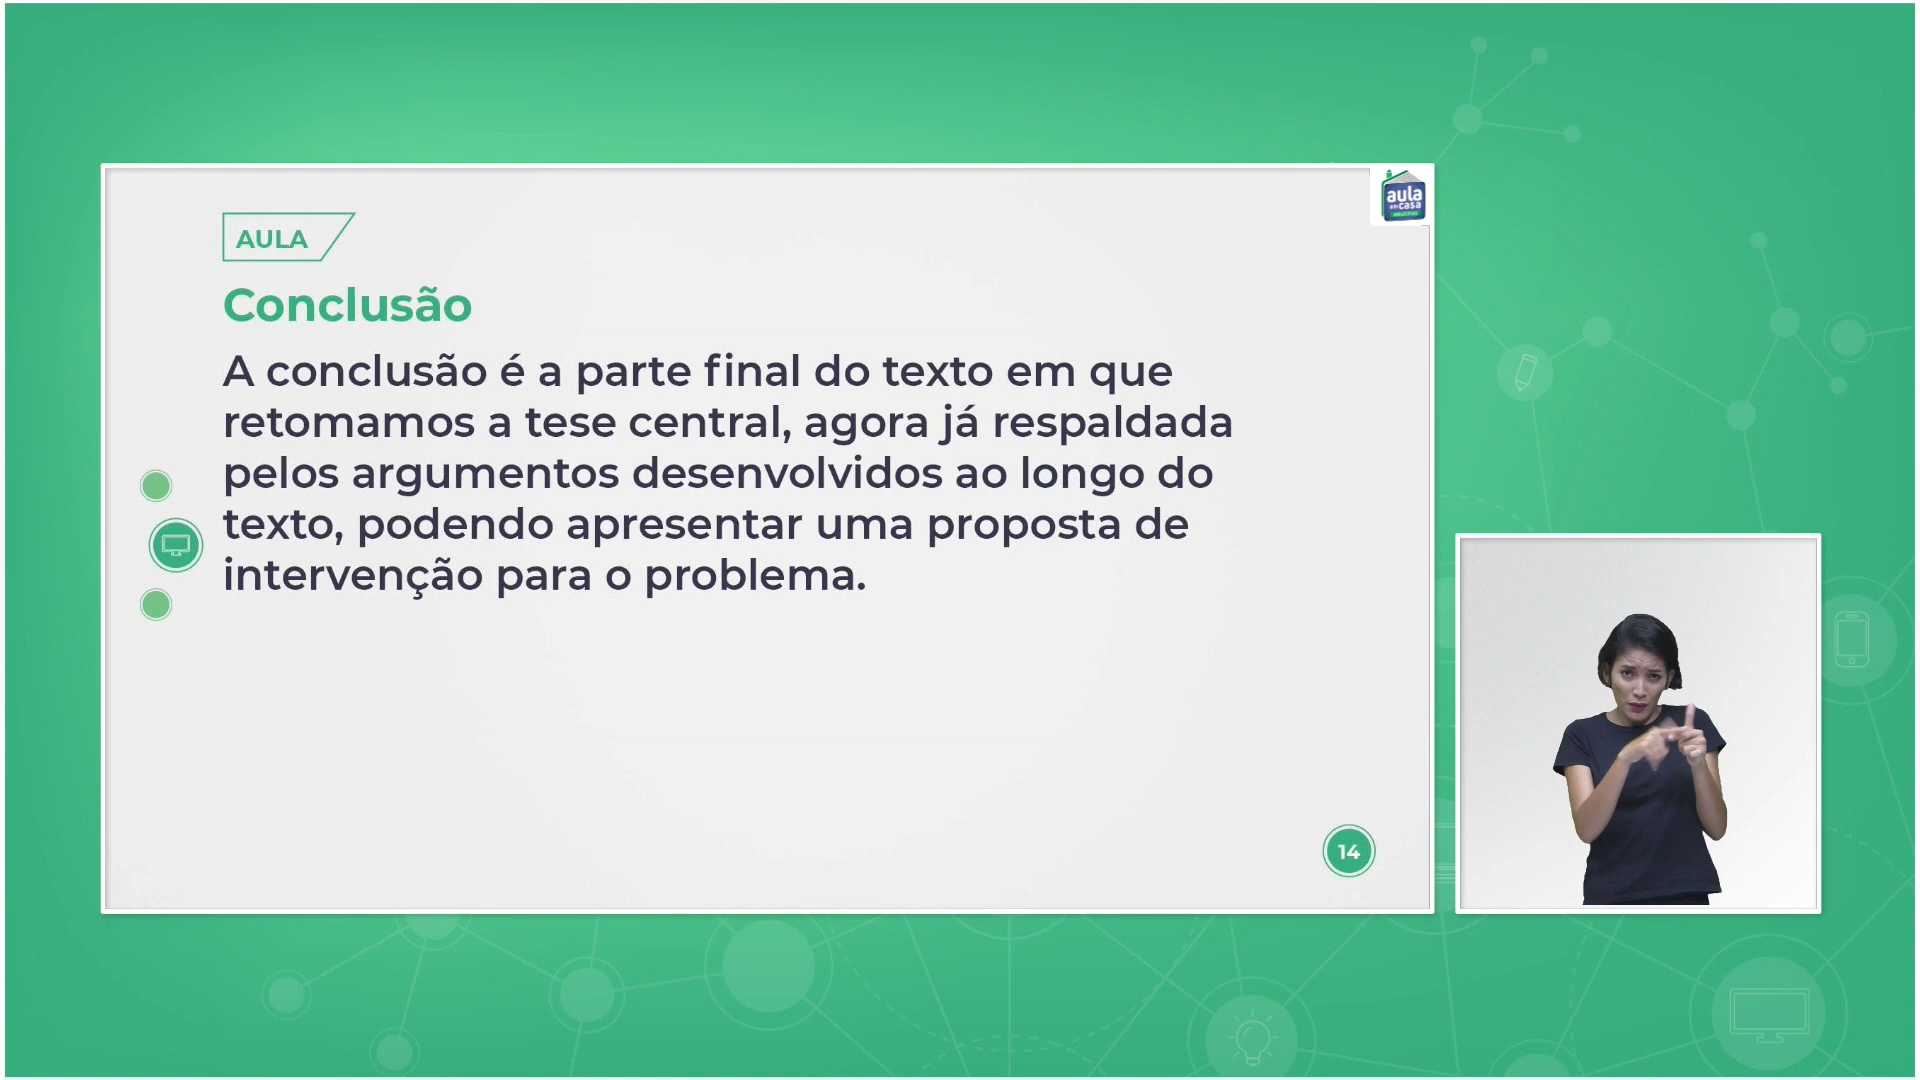 aula
em casa
AULA
Conclusão
A conclusão é a parte final do texto em que
retomamos a tese central, agora já respaldada
pelos argumentos desenvolvidos ao longo do
texto, podendo apresentar uma proposta de
intervenção para o problema.
14